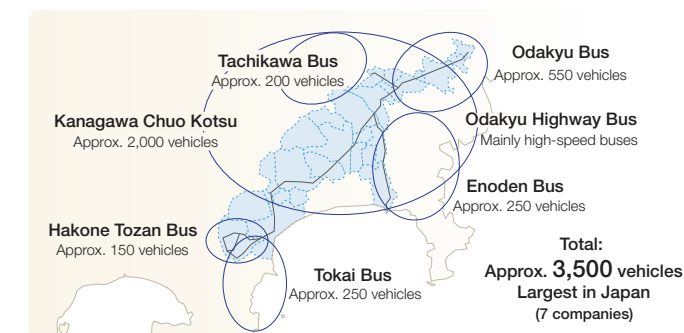 Tachikawa Bus
Approx. 200 vehicles
Odakyu Bus
Approx. 550 vehicles
Kanagawa Chuo Kotsu
Approx. 2,000 vehicles
Odakyu Highway Bus
Mainly high-speed buses
Enoden Bus
Approx. 250 vehicles
Hakone Tozan Bus
Approx. 150 vehicles
Tokai Bus
Approx. 250 vehicles
Total:
Approx. 3,500 vehicles
Largest in Japan
(7 companies)